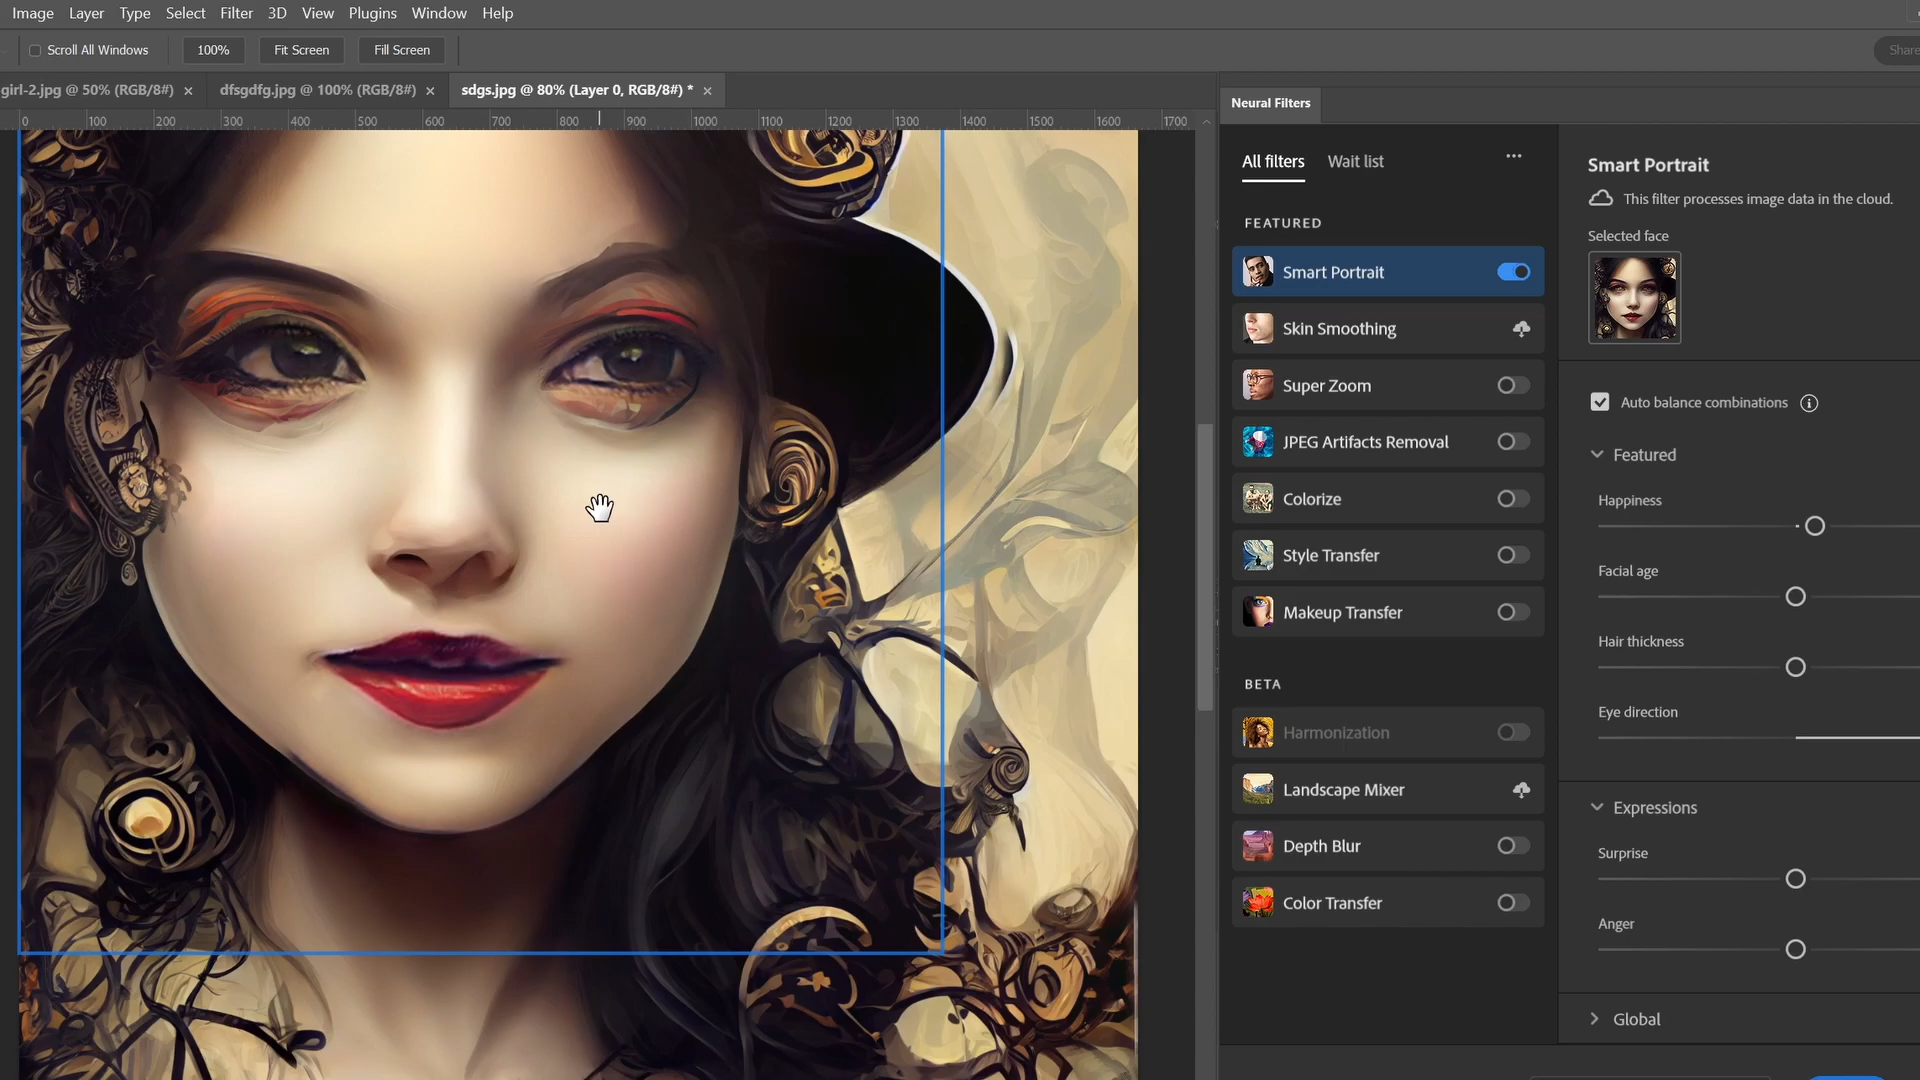 Image Layer Type Select Filter 3D View Plugins Window Help
Scroll All Windows 100% Fit Screen Fill Screen Share
girl-2.jpg @ 50% (RGB/8#) × dfsgdfg.jpg @ 100% (RGB/8#) × sdgs.jpg @ 80% (Layer 0, RGB/8#) * ×
0 100 200 300 400 500 600 700 800 900 1000 1100 1200 1300 1400 1500 1600 1700
Neural Filters
All filters Wait list ...
FEATURED
Smart Portrait
Skin Smoothing
Super Zoom
JPEG Artifacts Removal
Colorize
Style Transfer
Makeup Transfer
BETA
Harmonization
Landscape Mixer
Depth Blur
Color Transfer
Smart Portrait
This filter processes image data in the cloud.
Selected face
Auto balance combinations
Featured
Happiness
Facial age
Hair thickness
Eye direction
Expressions
Surprise
Anger
Global